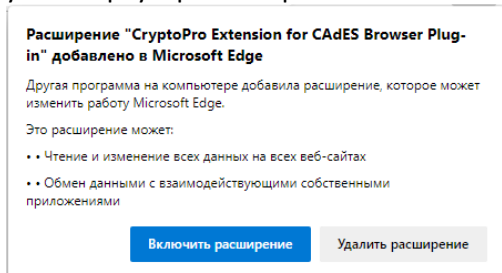 Расширение "CryptoPro Extension for CAdES Browser Plug-
in" добавлено в Microsoft Edge
Другая программа на компьютере добавила расширение, которое может
изменить работу Microsoft Edge.
Это расширение может:
• • Чтение и изменение всех данных на всех веб-сайтах
• • Обмен данными с взаимодействующими собственными
приложениями
Включить расширение Удалить расширение